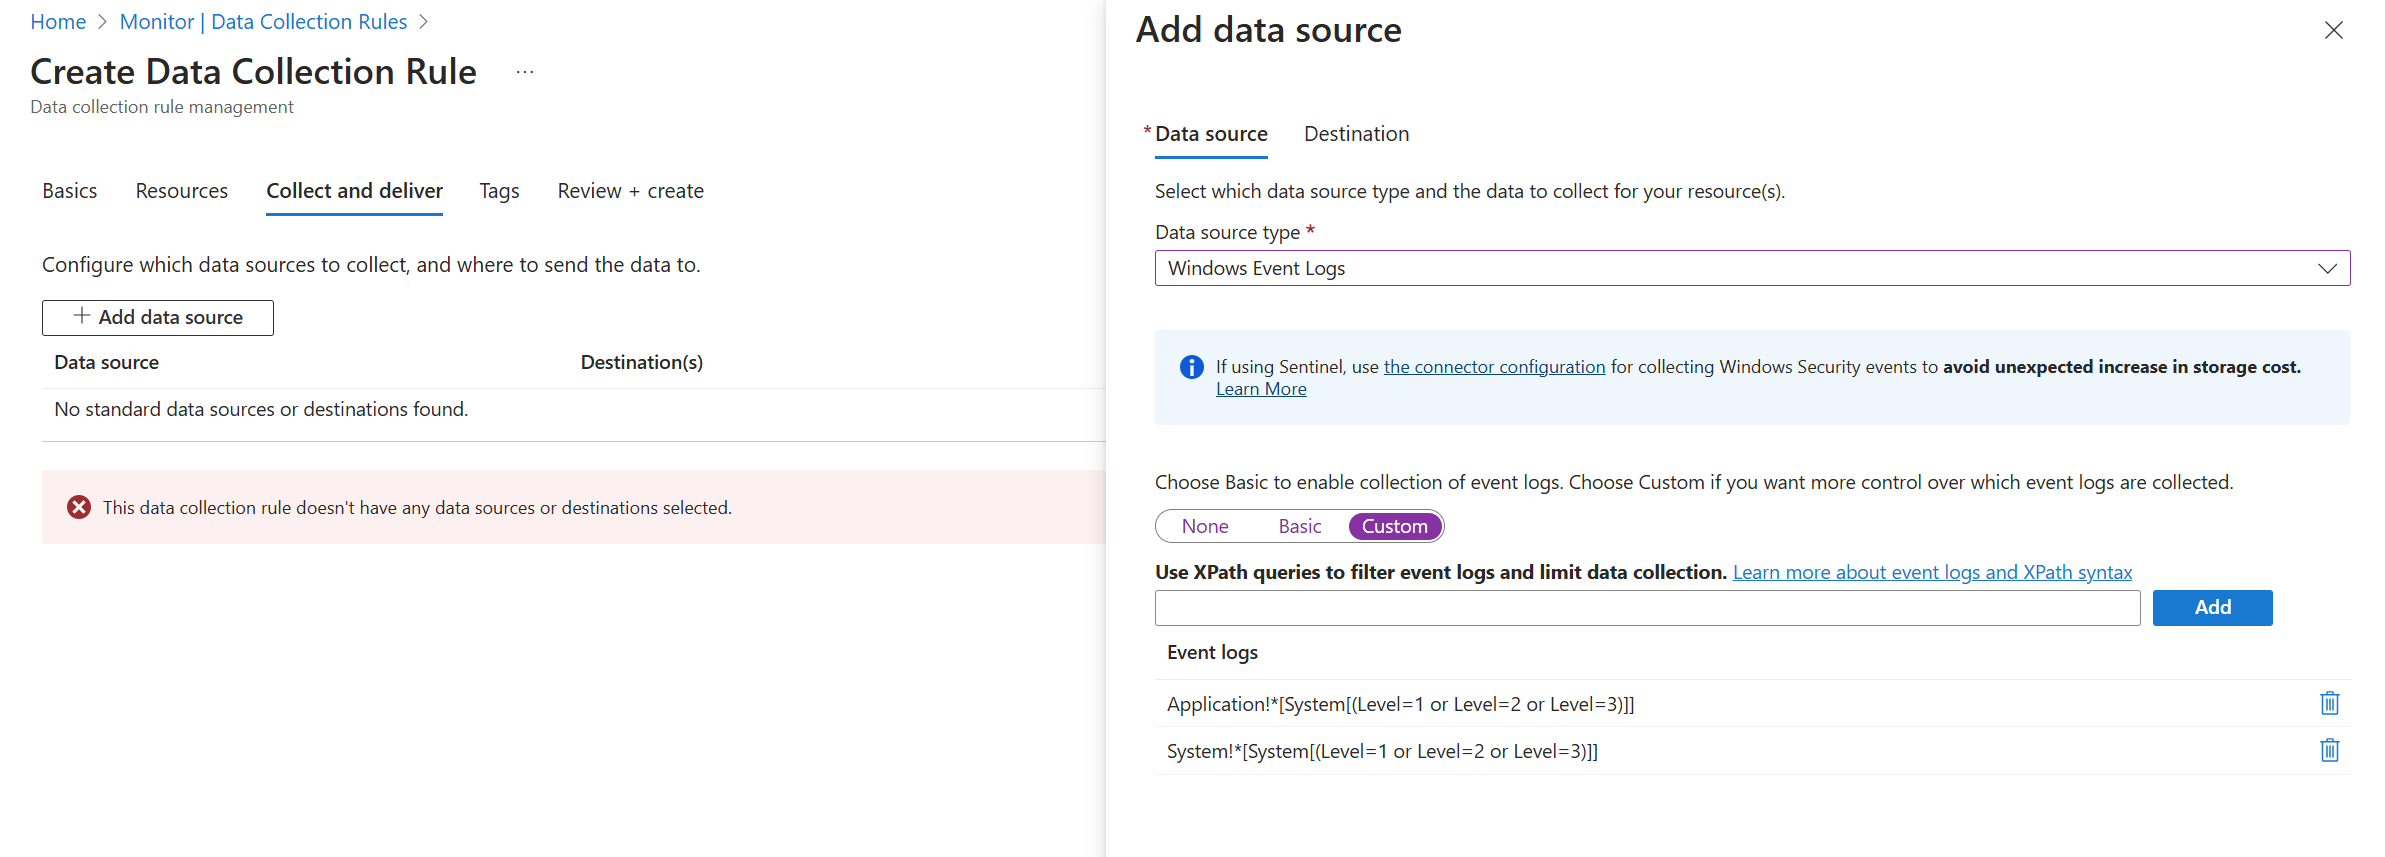 Home > Monitor | Data Collection Rules >
Create Data Collection Rule ...
Data collection rule management
Basics Resources Collect and deliver Tags Review + create
Configure which data sources to collect, and where to send the data to.
+ Add data source
Data source Destination(s)
No standard data sources or destinations found.
This data collection rule doesn't have any data sources or destinations selected.
Add data source
* Data source Destination
Select which data source type and the data to collect for your resource(s).
Data source type *
Windows Event Logs
If using Sentinel, use the connector configuration for collecting Windows Security events to avoid unexpected increase in storage cost.
Learn More
Choose Basic to enable collection of event logs. Choose Custom if you want more control over which event logs are collected.
None Basic Custom
Use XPath queries to filter event logs and limit data collection. Learn more about event logs and XPath syntax
Add
Event logs
Application!*[System[(Level=1 or Level=2 or Level=3)]]
System!*[System[(Level=1 or Level=2 or Level=3)]]